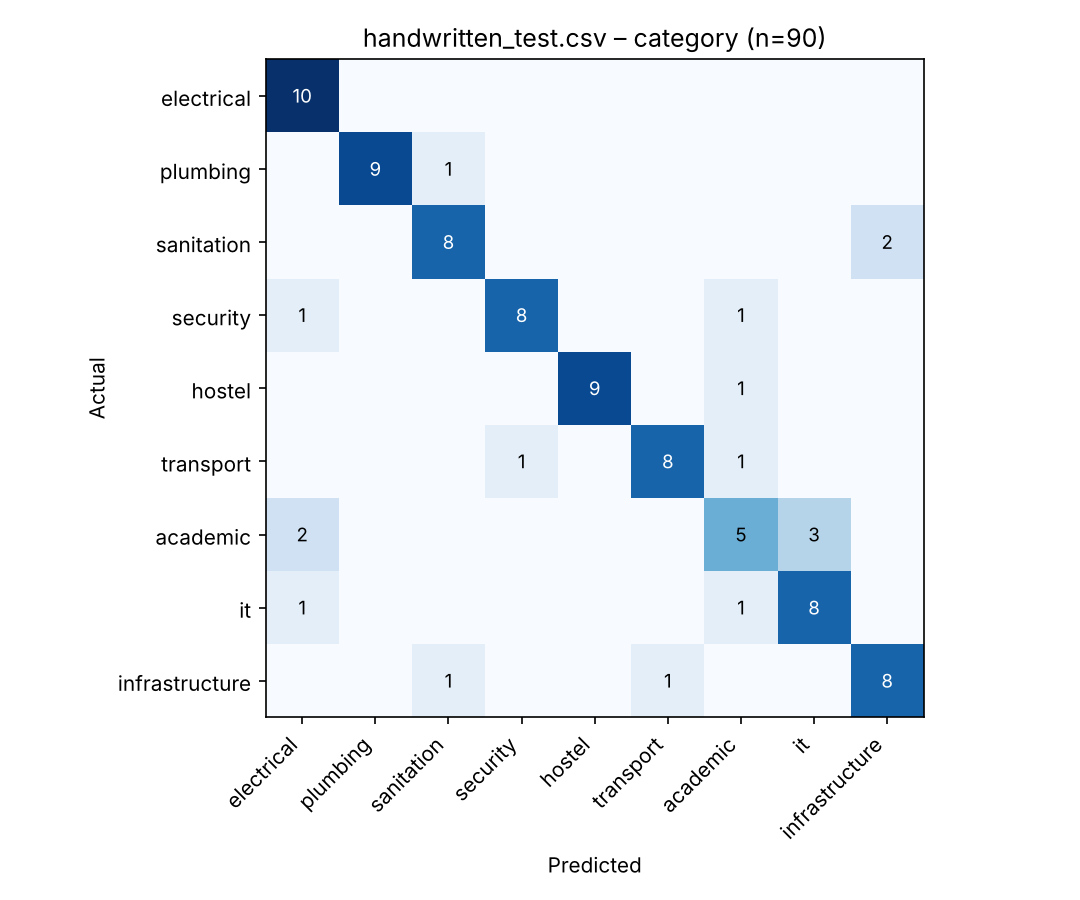 handwritten_test.csv – category (n=90)
electrical 10
plumbing 9 1
sanitation 8 2
security 1 8 1
hostel 9 1
transport 1 8 1
academic 2 5 3
it 1 1 8
infrastructure 1 1 8
Actual
electrical plumbing sanitation security hostel transport academic it infrastructure
Predicted